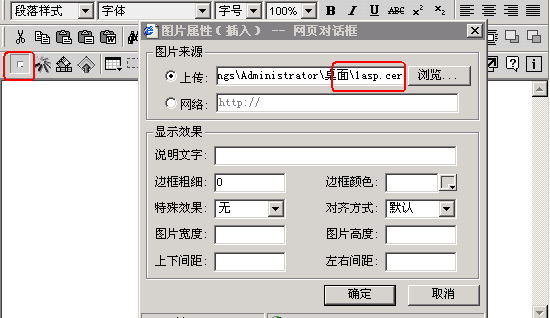 段落样式 字体 字号 100% B I U ABC x² x₂
图片属性(插入) -- 网页对话框
图片来源
上传: ngs\Administrator\桌面\1asp.cer 浏览...
网络: http://
显示效果
说明文字:
边框粗细: 0 边框颜色:
特殊效果: 无 对齐方式: 默认
图片宽度: 图片高度:
上下间距: 左右间距:
确定 取消